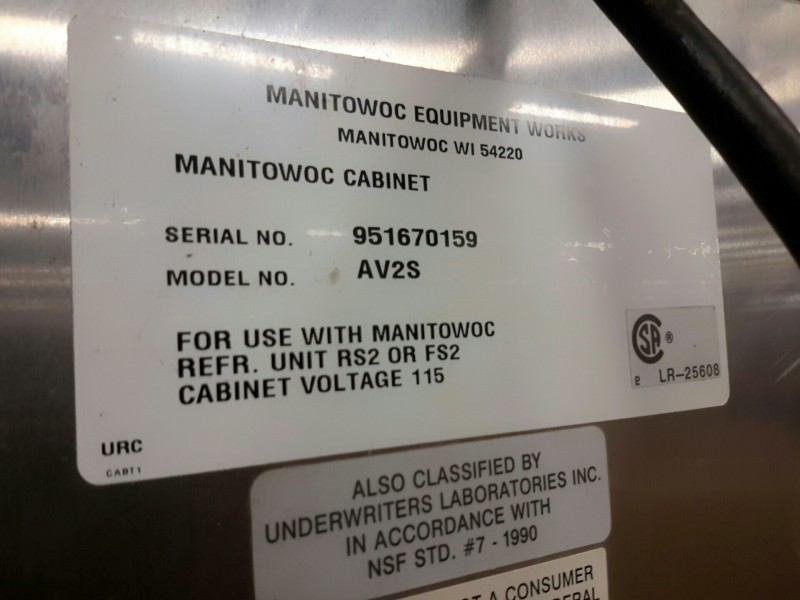 MANITOWOC EQUIPMENT WORKS
MANITOWOC WI 54220
MANITOWOC CABINET
SERIAL NO. 951670159
MODEL NO. AV2S
FOR USE WITH MANITOWOC
REFR. UNIT RS2 OR FS2
CABINET VOLTAGE 115
SA ®
LR-25608
URC
CABT1
ALSO CLASSIFIED BY
UNDERWRITERS LABORATORIES INC.
IN ACCORDANCE WITH
NSF STD. #7 - 1990
A CONSUMER